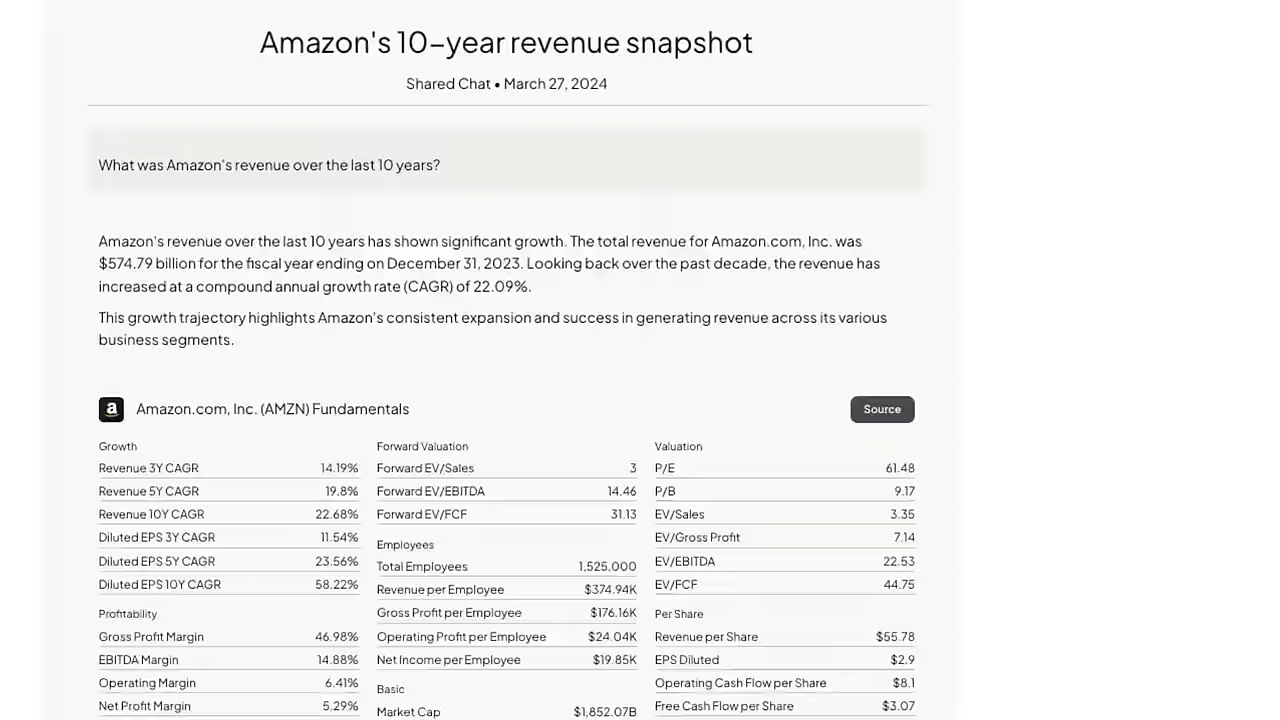 Amazon's 10-year revenue snapshot
Shared Chat • March 27, 2024
What was Amazon's revenue over the last 10 years?
Amazon's revenue over the last 10 years has shown significant growth. The total revenue for Amazon.com, Inc. was
$574.79 billion for the fiscal year ending on December 31, 2023. Looking back over the past decade, the revenue has
increased at a compound annual growth rate (CAGR) of 22.09%.
This growth trajectory highlights Amazon's consistent expansion and success in generating revenue across its various
business segments.
a Amazon.com, Inc. (AMZN) Fundamentals
Source
Growth
Revenue 3Y CAGR 14.19%
Revenue 5Y CAGR 19.8%
Revenue 10Y CAGR 22.68%
Diluted EPS 3Y CAGR 11.54%
Diluted EPS 5Y CAGR 23.56%
Diluted EPS 10Y CAGR 58.22%
Profitability
Gross Profit Margin 46.98%
EBITDA Margin 14.88%
Operating Margin 6.41%
Net Profit Margin 5.29%
Forward Valuation
Forward EV/Sales 3
Forward EV/EBITDA 14.46
Forward EV/FCF 31.13
Employees
Total Employees 1,525,000
Revenue per Employee $374.94K
Gross Profit per Employee $176.16K
Operating Profit per Employee $24.04K
Net Income per Employee $19.85K
Basic
Market Cap $1,852.07B
Valuation
P/E 61.48
P/B 9.17
EV/Sales 3.35
EV/Gross Profit 7.14
EV/EBITDA 22.53
EV/FCF 44.75
Per Share
Revenue per Share $55.78
EPS Diluted $2.9
Operating Cash Flow per Share $8.1
Free Cash Flow per Share $3.07